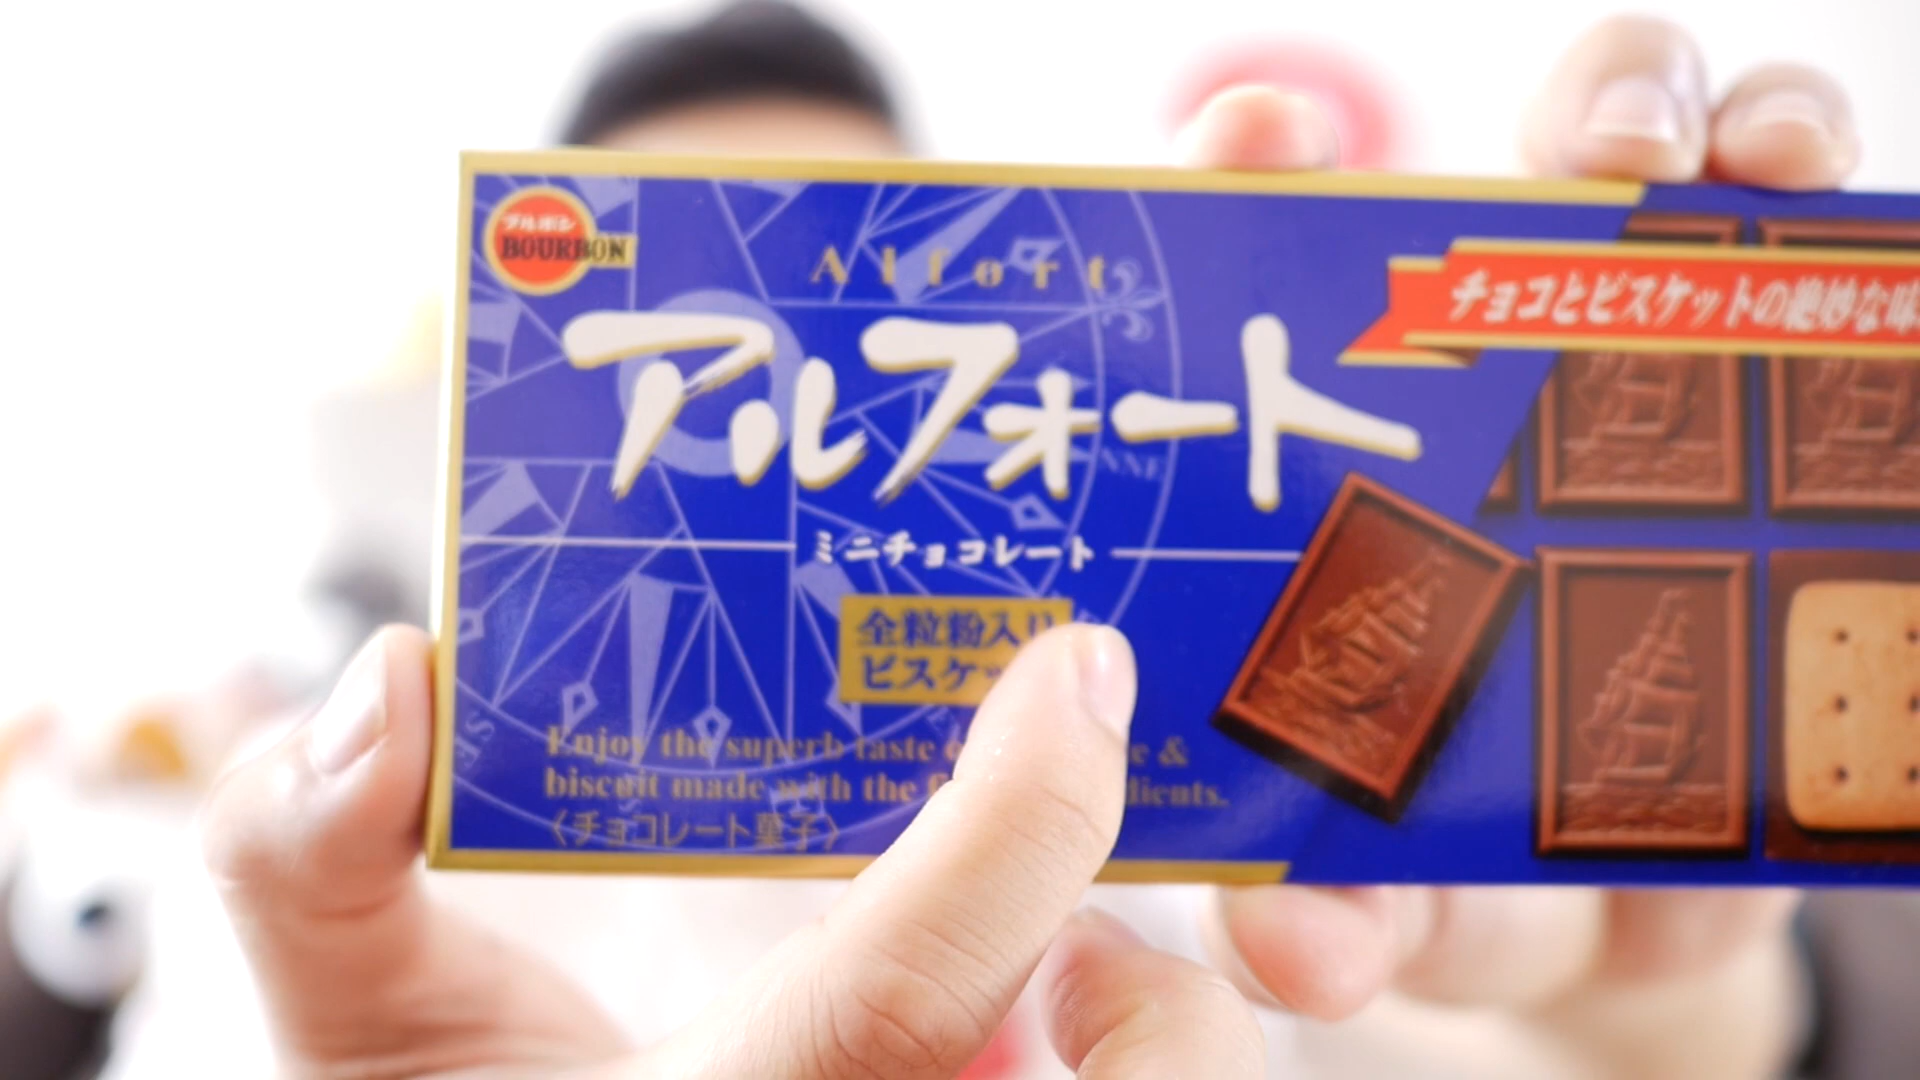 ブルボン
BOURBON
Alfort
チョコとビスケットの絶妙な味
アルフォート
NNE
ミニチョコレート
全粒粉入り
ビスケッ
Enjoy the superb taste &
biscuit made with the
〈チョコレート菓子〉